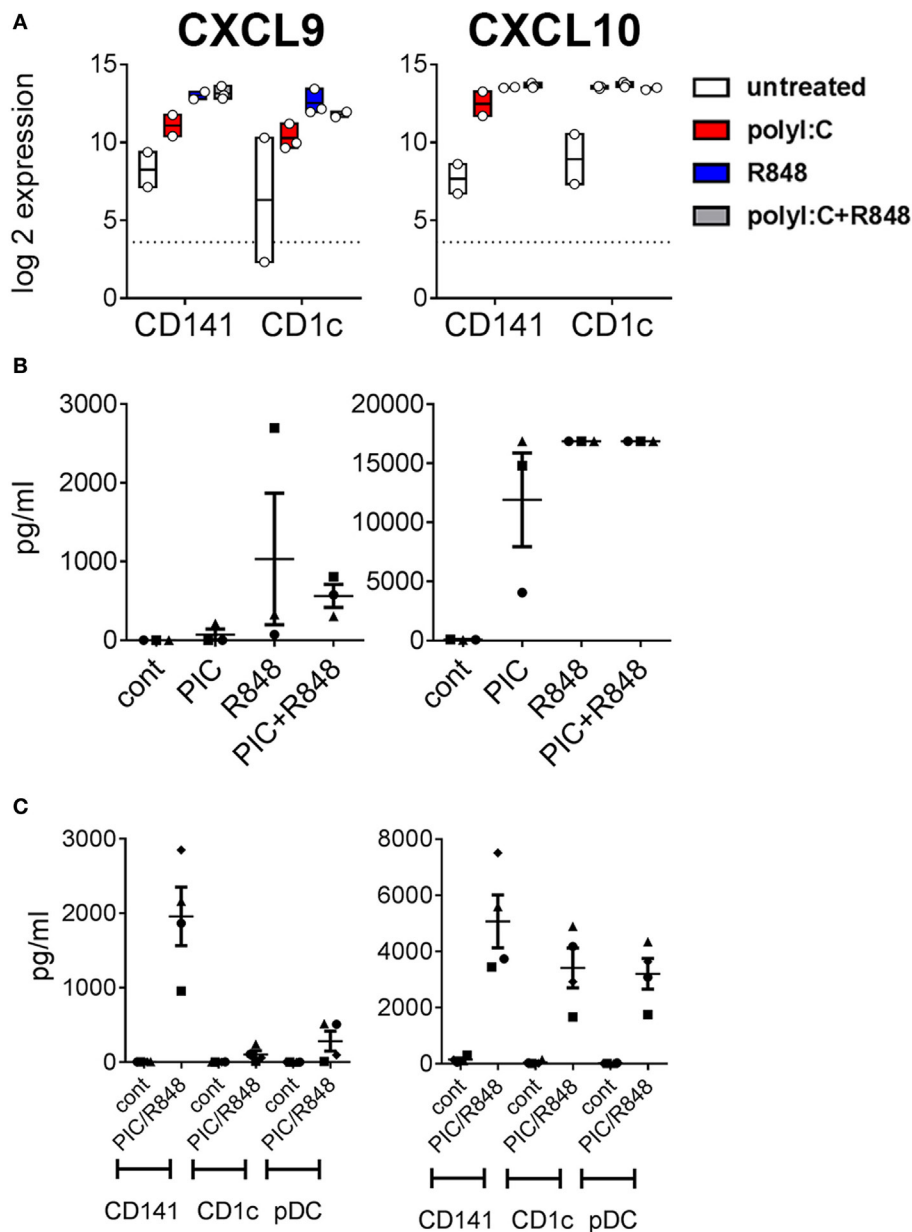 A
CXCL9
CXCL10
log 2 expression
15
10
5
0
CD141
CD1c
15
10
5
0
CD141
CD1c
untreated
polyI:C
R848
polyI:C+R848
B
pg/ml
3000
2000
1000
0
cont
PIC
R848
PIC+R848
20000
15000
10000
5000
0
cont
PIC
R848
PIC+R848
C
pg/ml
3000
2000
1000
0
cont
PIC/R848
cont
PIC/R848
cont
PIC/R848
CD141
CD1c
pDC
8000
6000
4000
2000
0
cont
PIC/R848
cont
PIC/R848
cont
PIC/R848
CD141
CD1c
pDC